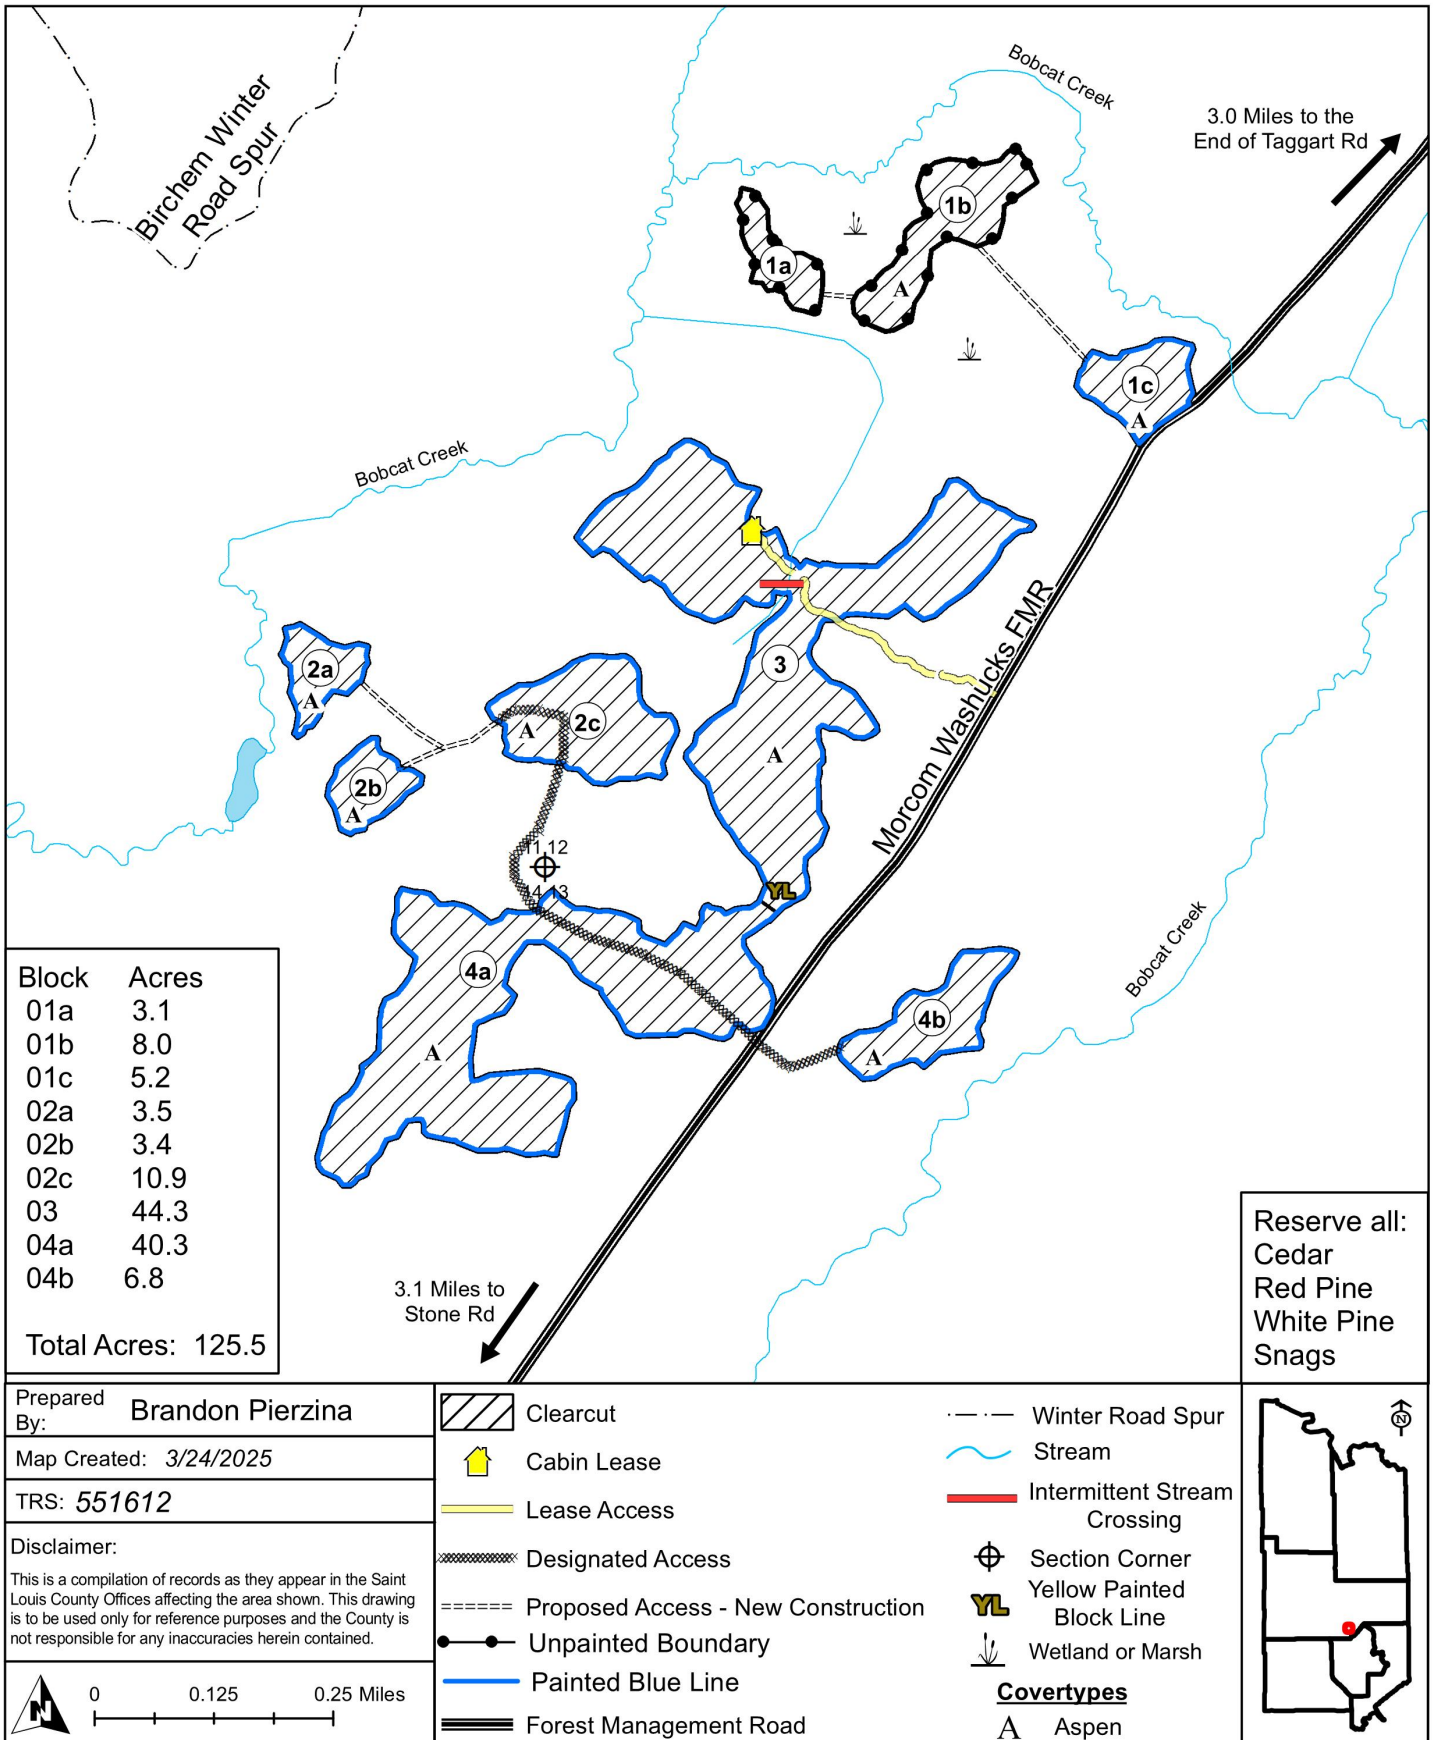 Bobcat Creek
3.0 Miles to the
End of Taggart Rd
Birchem Winter
Road Spur
1b
1a
A
1c
A
Bobcat Creek
3
A
Morcom Washucks FMR
2a
A
2c
A
2b
A
11 12
14 13
YL
4a
A
4b
A
Bobcat Creek
Block Acres
01a 3.1
01b 8.0
01c 5.2
02a 3.5
02b 3.4
02c 10.9
03 44.3
04a 40.3
04b 6.8
Total Acres: 125.5
3.1 Miles to
Stone Rd
Reserve all:
Cedar
Red Pine
White Pine
Snags
Prepared
By: Brandon Pierzina
Map Created: 3/24/2025
TRS: 551612
Disclaimer:
This is a compilation of records as they appear in the Saint
Louis County Offices affecting the area shown. This drawing
is to be used only for reference purposes and the County is
not responsible for any inaccuracies herein contained.
N
0 0.125 0.25 Miles
Clearcut
Cabin Lease
Lease Access
Designated Access
Proposed Access - New Construction
Unpainted Boundary
Painted Blue Line
Forest Management Road
Winter Road Spur
Stream
Intermittent Stream
Crossing
Section Corner
YL Yellow Painted
Block Line
Wetland or Marsh
Covertypes
A Aspen
N